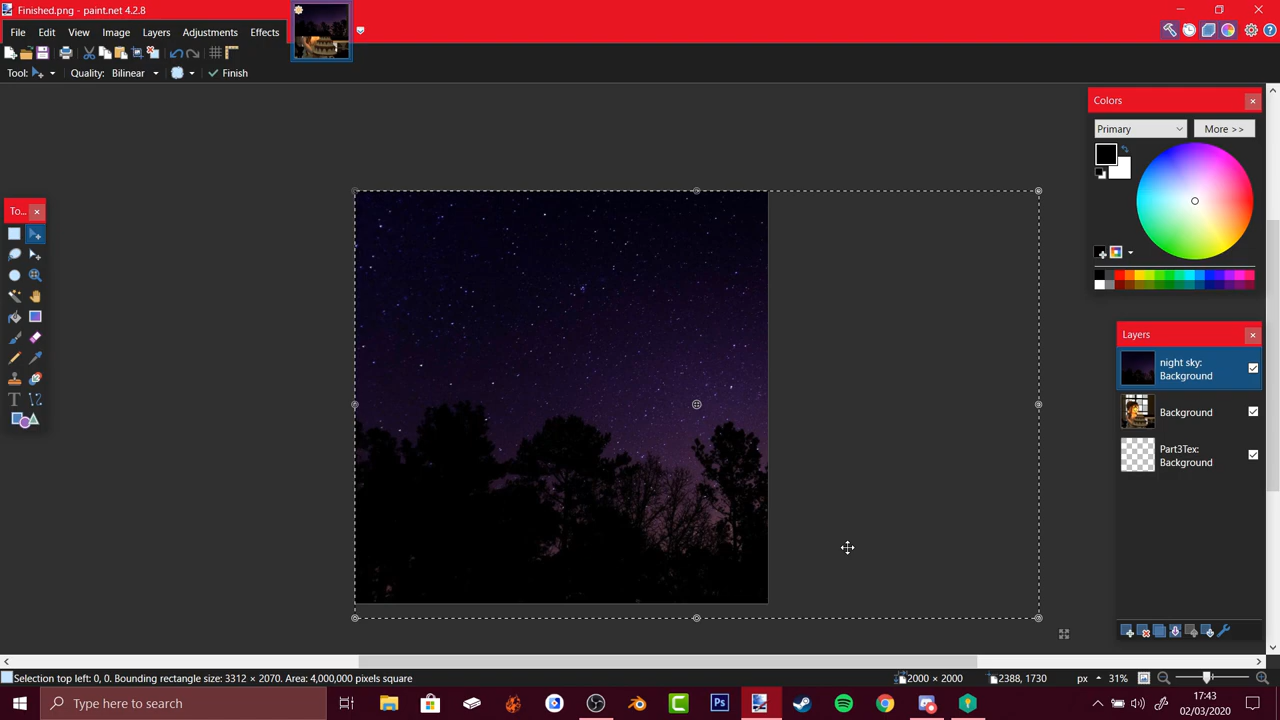 Finished.png - paint.net 4.2.8
File Edit View Image Layers Adjustments Effects
Tool: Quality: Bilinear Finish
Colors
Primary More >>
To...
Layers
night sky:
Background
Background
Part3Tex:
Background
Selection top left: 0, 0. Bounding rectangle size: 3312 × 2070. Area: 4,000,000 pixels square
2000 × 2000
2388, 1730
px
31%
Type here to search
Ps
17:43
02/03/2020